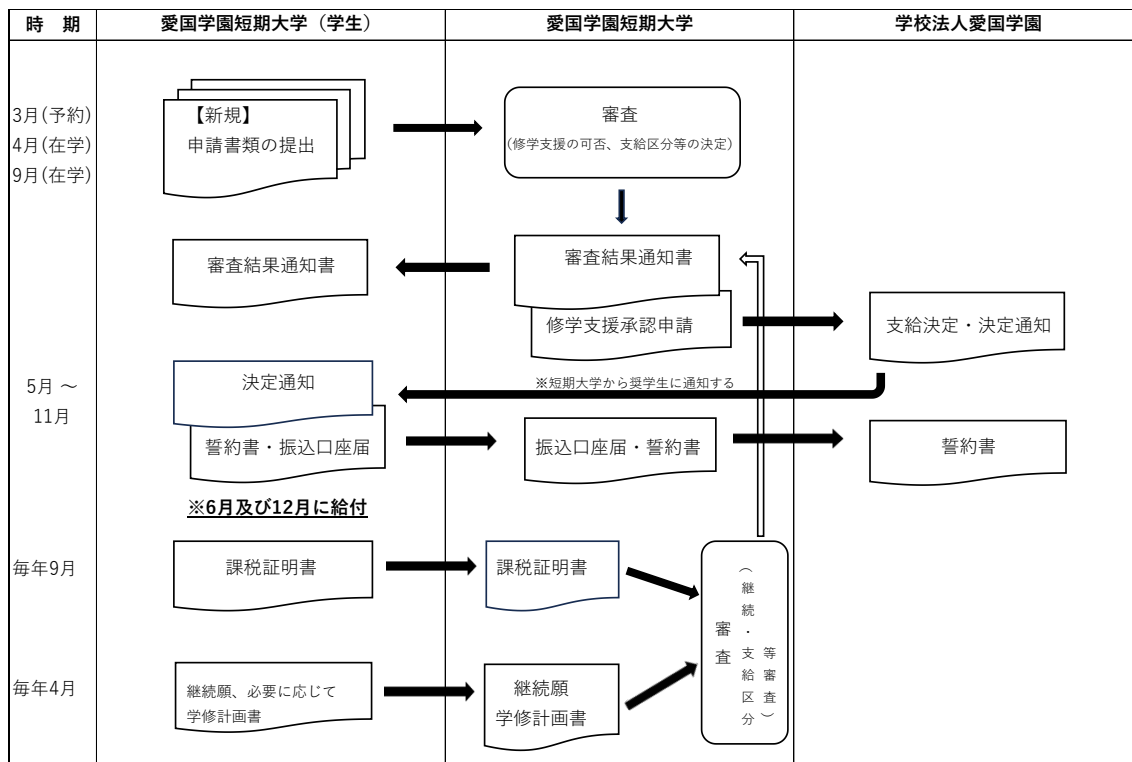 時　期
愛国学園短期大学（学生）
愛国学園短期大学
学校法人愛国学園
3月(予約)
4月(在学)
9月(在学)
【新規】
申請書類の提出
審査
(修学支援の可否、支給区分等の決定)
審査結果通知書
審査結果通知書
修学支援承認申請
支給決定・決定通知
5月 ～
11月
決定通知
※短期大学から奨学生に通知する
誓約書・振込口座届
振込口座届・誓約書
誓約書
※6月及び12月に給付
毎年9月
課税証明書
課税証明書
審査
（継続・支給区分
等審査）
毎年4月
継続願、必要に応じて
学修計画書
継続願
学修計画書